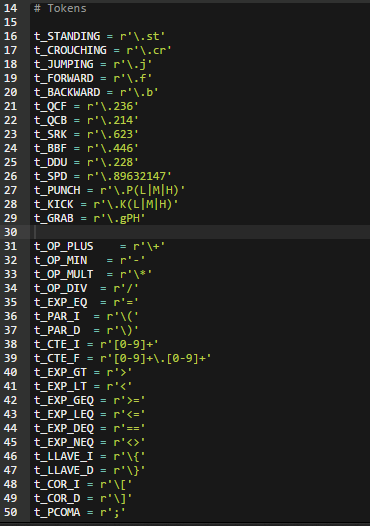 14 # Tokens
15
16 t_STANDING = r'\.st'
17 t_CROUCHING = r'\.cr'
18 t_JUMPING = r'\.j'
19 t_FORWARD = r'\.f'
20 t_BACKWARD = r'\.b'
21 t_QCF = r'\.236'
22 t_QCB = r'\.214'
23 t_SRK = r'\.623'
24 t_BBF = r'\.446'
25 t_DDU = r'\.228'
26 t_SPD = r'\.89632147'
27 t_PUNCH = r'\.P(L|M|H)'
28 t_KICK = r'\.K(L|M|H)'
29 t_GRAB = r'\.gPH'
30
31 t_OP_PLUS    = r'\+'
32 t_OP_MIN   = r'-'
33 t_OP_MULT  = r'\*'
34 t_OP_DIV  = r'/'
35 t_EXP_EQ  = r'='
36 t_PAR_I  = r'\('
37 t_PAR_D  = r'\)'
38 t_CTE_I = r'[0-9]+'
39 t_CTE_F = r'[0-9]+\.[0-9]+'
40 t_EXP_GT = r'>'
41 t_EXP_LT = r'<'
42 t_EXP_GEQ = r'>='
43 t_EXP_LEQ = r'<='
44 t_EXP_DEQ = r'=='
45 t_EXP_NEQ = r'<>'
46 t_LLAVE_I = r'\{'
47 t_LLAVE_D = r'\}'
48 t_COR_I = r'\['
49 t_COR_D = r'\]'
50 t_PCOMA = r';'